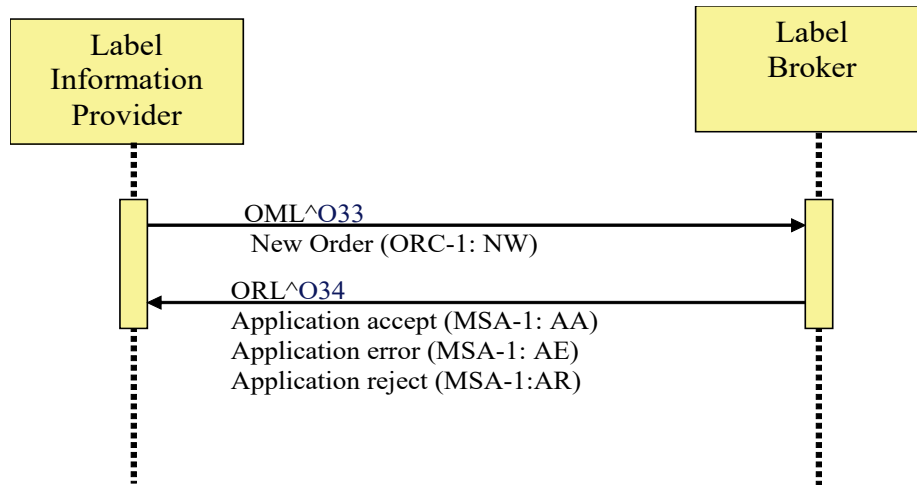 Label
Information
Provider
Label
Broker
OML^O33
New Order (ORC-1: NW)
ORL^O34
Application accept (MSA-1: AA)
Application error (MSA-1: AE)
Application reject (MSA-1:AR)